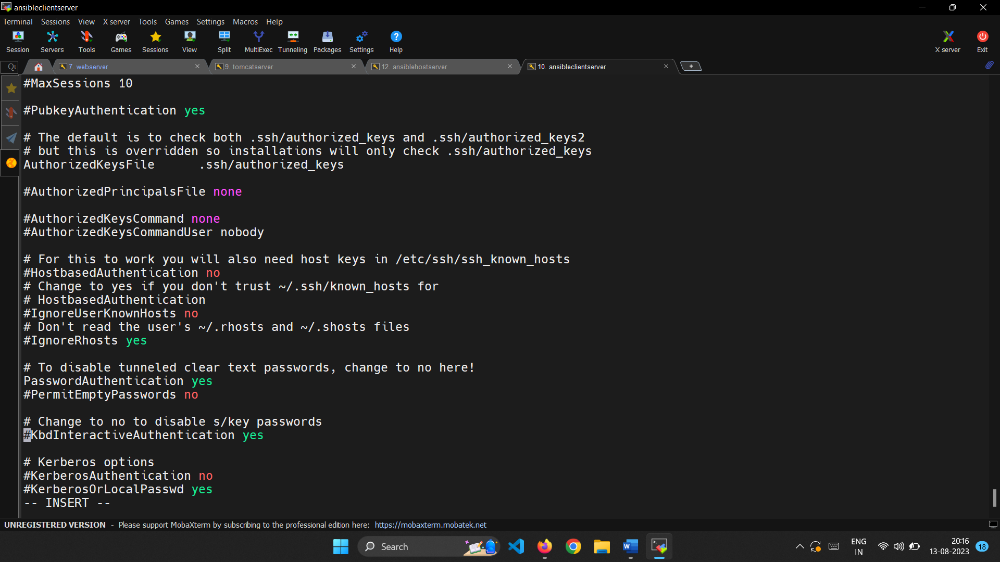 ansibleclientserver
Terminal Sessions View X server Tools Games Settings Macros Help
Session Servers Tools Games Sessions View Split MultiExec Tunneling Packages Settings Help X server Exit
7. webserver 9. tomcatserver 12. ansiblehostserver 10. ansibleclientserver
#MaxSessions 10
#PubkeyAuthentication yes
# The default is to check both .ssh/authorized_keys and .ssh/authorized_keys2
# but this is overridden so installations will only check .ssh/authorized_keys
AuthorizedKeysFile .ssh/authorized_keys
#AuthorizedPrincipalsFile none
#AuthorizedKeysCommand none
#AuthorizedKeysCommandUser nobody
# For this to work you will also need host keys in /etc/ssh/ssh_known_hosts
#HostbasedAuthentication no
# Change to yes if you don't trust ~/.ssh/known_hosts for
# HostbasedAuthentication
#IgnoreUserKnownHosts no
# Don't read the user's ~/.rhosts and ~/.shosts files
#IgnoreRhosts yes
# To disable tunneled clear text passwords, change to no here!
PasswordAuthentication yes
#PermitEmptyPasswords no
# Change to no to disable s/key passwords
#KbdInteractiveAuthentication yes
# Kerberos options
#KerberosAuthentication no
#KerberosOrLocalPasswd yes
-- INSERT --
UNREGISTERED VERSION - Please support MobaXterm by subscribing to the professional edition here: https://mobaxterm.mobatek.net
Search
ENG
IN
20:16
13-08-2023
18